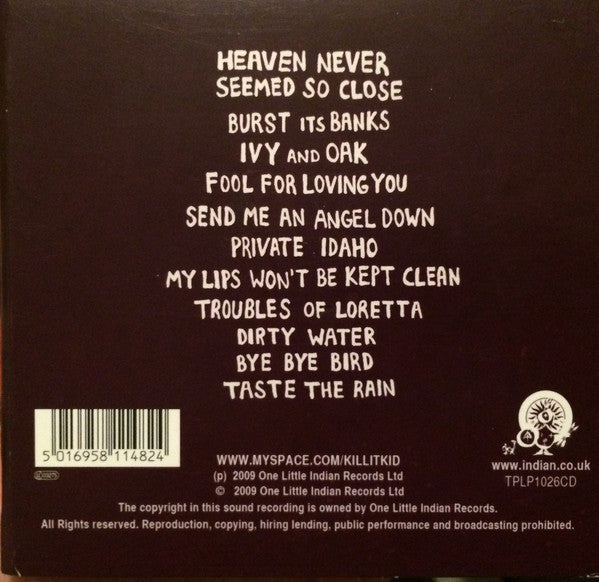 HEAVEN NEVER
SEEMED SO CLOSE
BURST ITS BANKS
IVY AND OAK
FOOL FOR LOVING YOU
SEND ME AN ANGEL DOWN
PRIVATE IDAHO
MY LIPS WON'T BE KEPT CLEAN
TROUBLES OF LORETTA
DIRTY WATER
BYE BYE BIRD
TASTE THE RAIN
5 016958 114824
WWW.MYSPACE.COM/KILLITKID
(p) 2009 One Little Indian Records Ltd
© 2009 One Little Indian Records Ltd
www.indian.co.uk
TPLP1026CD
The copyright in this sound recording is owned by One Little Indian Records.
All Rights reserved. Reproduction, copying, hiring lending, public performance and broadcasting prohibited.